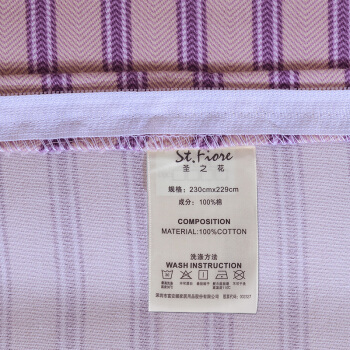 St.Fiore
圣之花
规格: 230cmx229cm
成分: 100%棉
COMPOSITION
MATERIAL:100%COTTON
洗涤方法
WASH INSTRUCTION